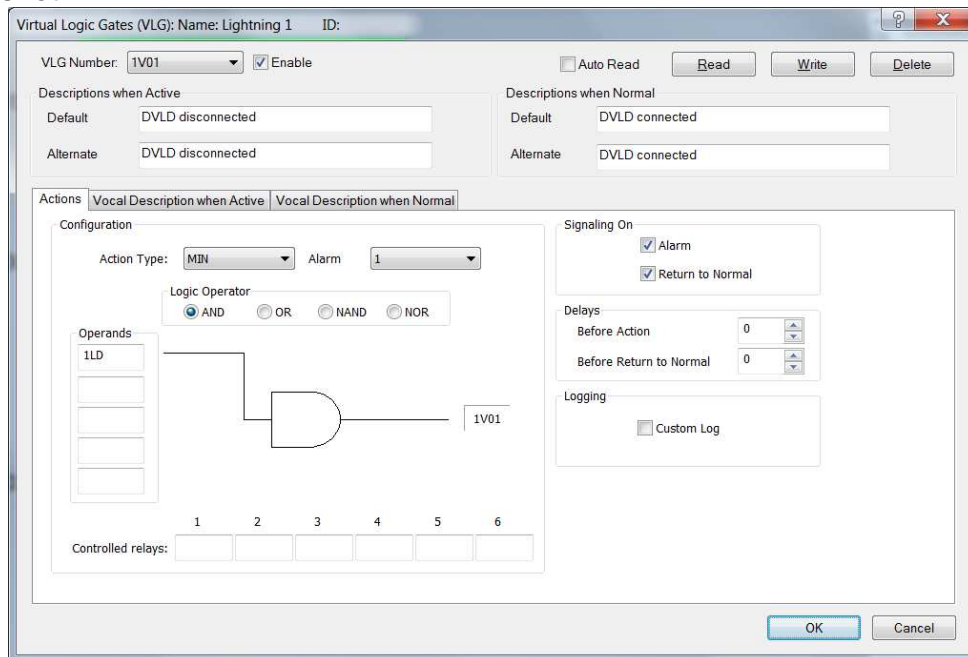 Virtual Logic Gates (VLG): Name: Lightning 1 ID:
VLG Number: 1V01 Enable Auto Read Read Write Delete
Descriptions when Active
Default DVLD disconnected
Alternate DVLD disconnected
Descriptions when Normal
Default DVLD connected
Alternate DVLD connected
Actions Vocal Description when Active Vocal Description when Normal
Configuration
Action Type: MIN Alarm 1
Logic Operator
AND OR NAND NOR
Operands
1LD
1V01
1 2 3 4 5 6
Controlled relays:
Signaling On
Alarm
Return to Normal
Delays
Before Action 0
Before Return to Normal 0
Logging
Custom Log
OK Cancel